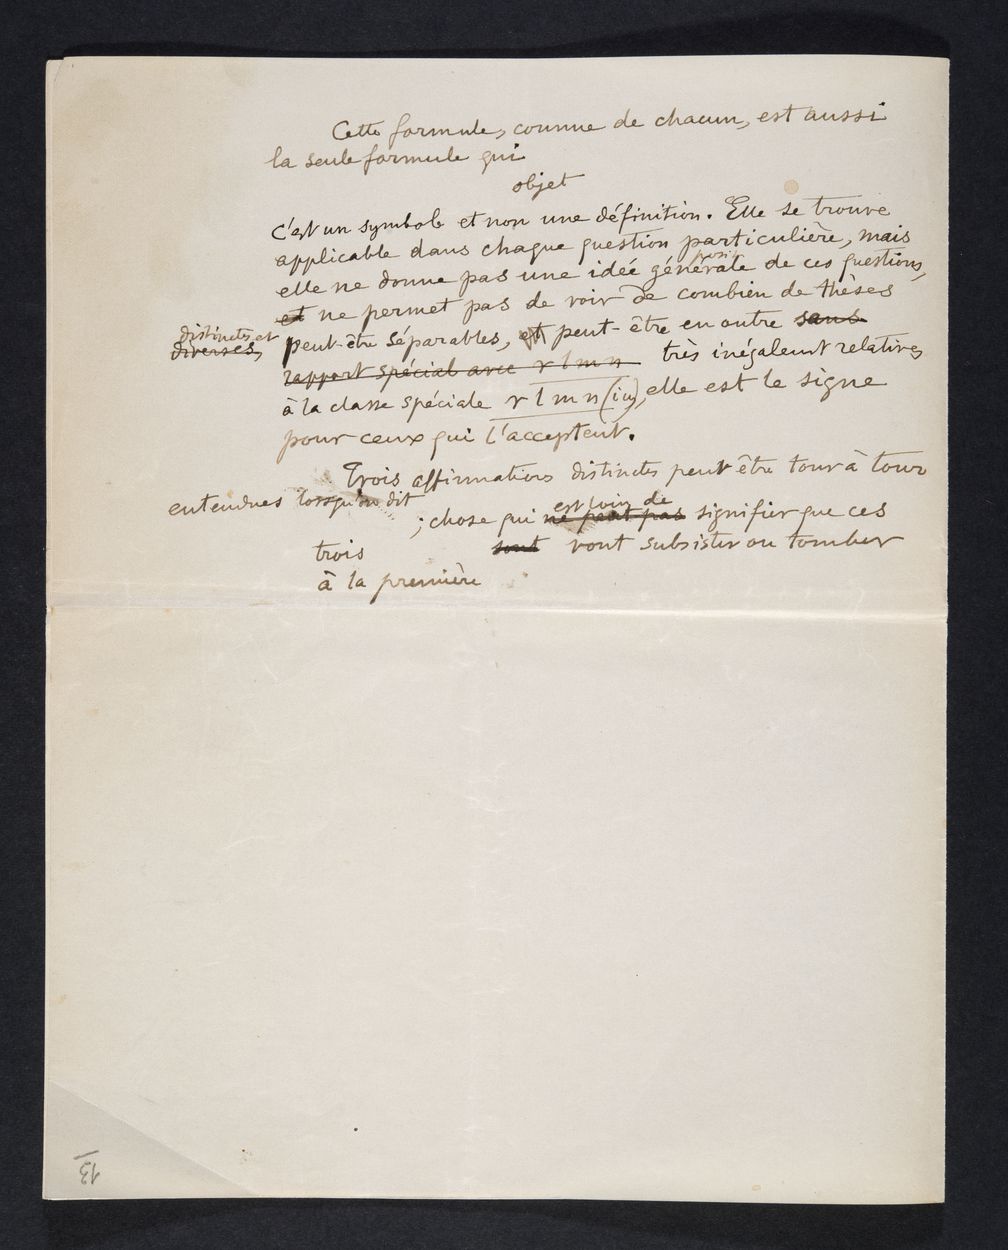 Cette formule, connue de chacun, est aussi
la seule formule qui
objet
C'est un symbole et non une définition. Elle se trouve
applicable dans chaque question particulière, mais
elle ne donne pas une idée générale de ces questions,
et ne permet pas de voir de combien de thèses
distinctes et
diverses, peut-être séparables, et peut-être en outre sans
rapport spécial avec r l m n très inégalement relatives
à la classe spéciale r l m n (icy), elle est le signe
pour ceux qui l'acceptent.
Trois affirmations distinctes peut être tour à tour
entendues lorsqu'on dit
est loin de
; chose qui ne peut pas signifier que ces
trois sont vont subsister ou tomber
à la première
13